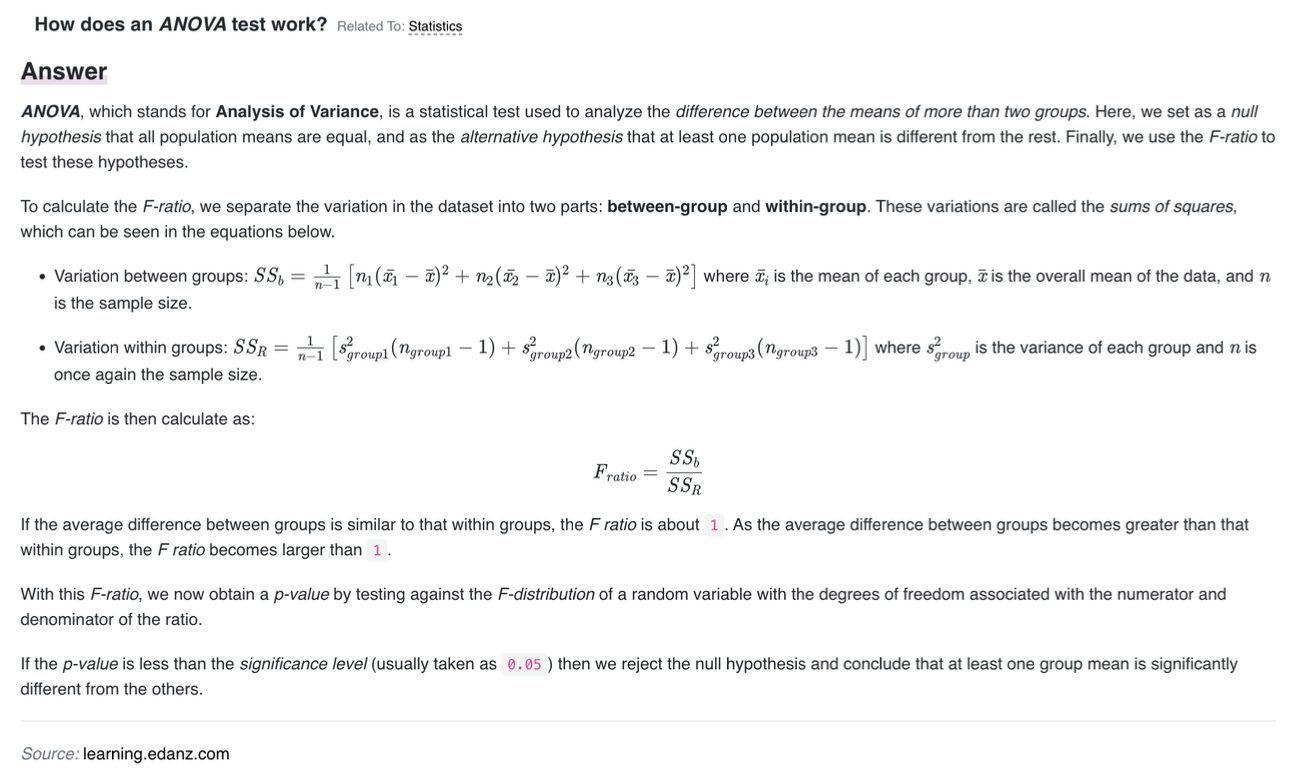 How does an ANOVA test work? Related To: Statistics
Answer
ANOVA, which stands for Analysis of Variance, is a statistical test used to analyze the difference between the means of more than two groups. Here, we set as a null
hypothesis that all population means are equal, and as the alternative hypothesis that at least one population mean is different from the rest. Finally, we use the F-ratio to
test these hypotheses.
To calculate the F-ratio, we separate the variation in the dataset into two parts: between-group and within-group. These variations are called the sums of squares,
which can be seen in the equations below.
• Variation between groups: $SS_b = \frac{1}{n-1}\left[n_1(\bar{x}_1 - \bar{x})^2 + n_2(\bar{x}_2 - \bar{x})^2 + n_3(\bar{x}_3 - \bar{x})^2\right]$ where $\bar{x}_i$ is the mean of each group, $\bar{x}$ is the overall mean of the data, and $n$
is the sample size.
• Variation within groups: $SS_R = \frac{1}{n-1}\left[s^2_{group1}(n_{group1} - 1) + s^2_{group2}(n_{group2} - 1) + s^2_{group3}(n_{group3} - 1)\right]$ where $s^2_{group}$ is the variance of each group and $n$ is
once again the sample size.
The F-ratio is then calculate as:
$F_{ratio} = \frac{SS_b}{SS_R}$
If the average difference between groups is similar to that within groups, the F ratio is about 1 . As the average difference between groups becomes greater than that
within groups, the F ratio becomes larger than 1 .
With this F-ratio, we now obtain a p-value by testing against the F-distribution of a random variable with the degrees of freedom associated with the numerator and
denominator of the ratio.
If the p-value is less than the significance level (usually taken as 0.05 ) then we reject the null hypothesis and conclude that at least one group mean is significantly
different from the others.
Source: learning.edanz.com